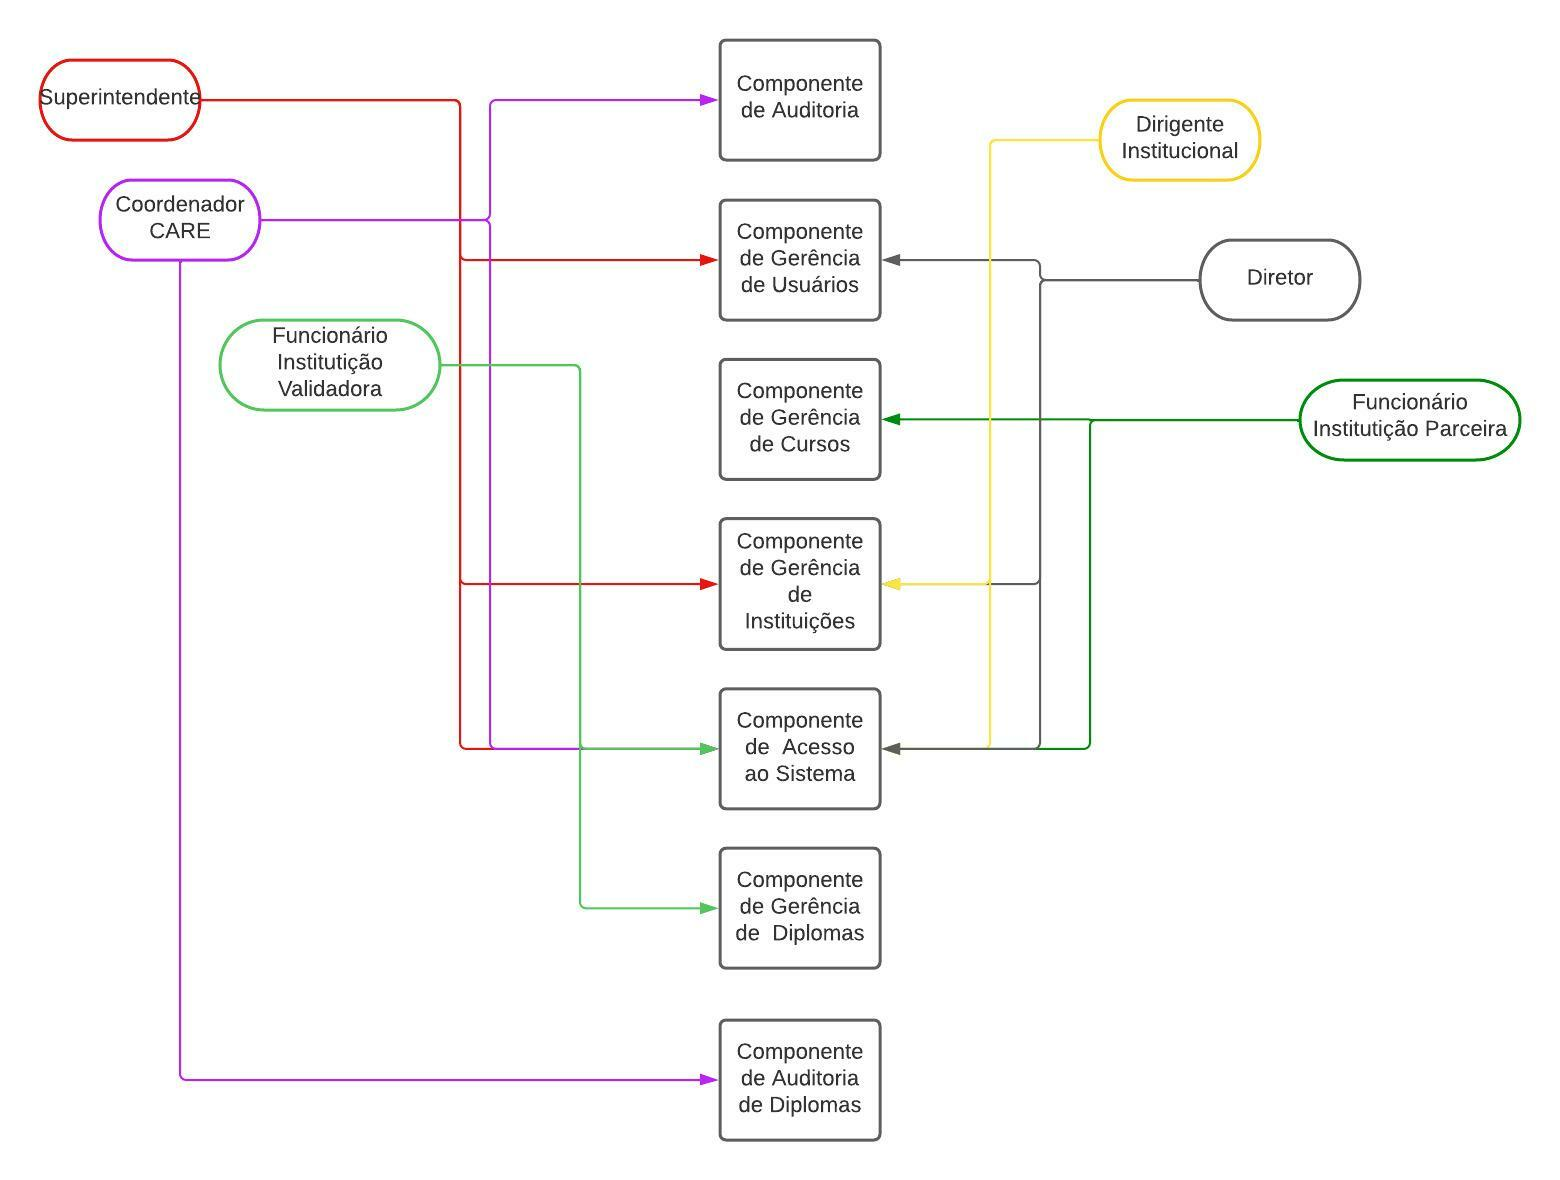 Superintendente
Coordenador
CARE
Funcionário
Institutição
Validadora
Componente
de Auditoria
Componente
de Gerência
de Usuários
Componente
de Gerência
de Cursos
Componente
de Gerência
de
Instituições
Componente
de  Acesso
ao Sistema
Componente
de Gerência
de  Diplomas
Componente
de Auditoria
de Diplomas
Dirigente
Institucional
Diretor
Funcionário
Institutição Parceira